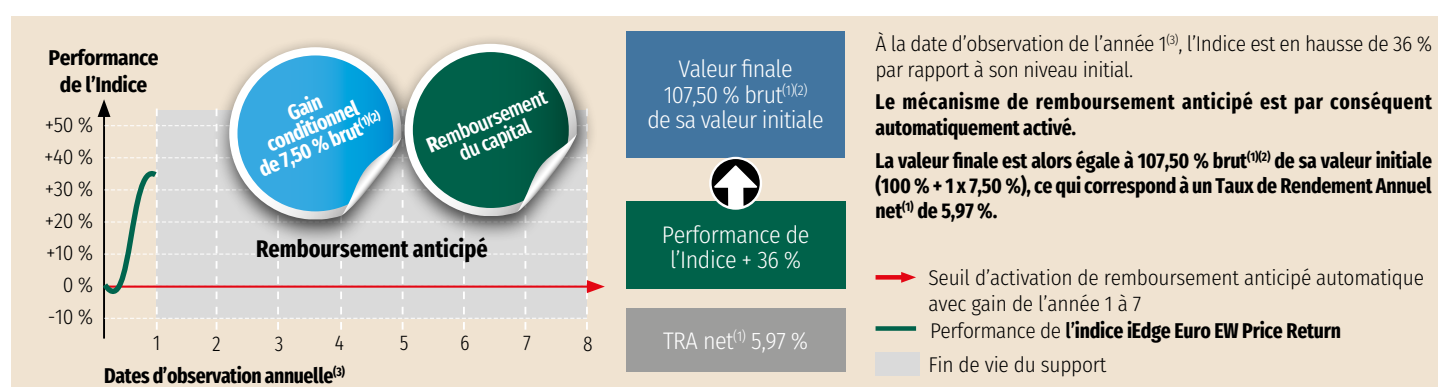 Performance
de l’Indice
+50 %
+40 %
+30 %
+20 %
+10 %
0 %
-10 %
1 2 3 4 5 6 7 8
Dates d’observation annuelle(3)
Gain
conditionnel
de 7,50 % brut(1)(2)
Remboursement
du capital
Remboursement anticipé
Valeur finale
107,50 % brut(1)(2)
de sa valeur initiale
Performance de
l’Indice + 36 %
TRA net(1) 5,97 %
À la date d’observation de l’année 1(3), l’Indice est en hausse de 36 %
par rapport à son niveau initial.
Le mécanisme de remboursement anticipé est par conséquent
automatiquement activé.
La valeur finale est alors égale à 107,50 % brut(1)(2) de sa valeur initiale
(100 % + 1 x 7,50 %), ce qui correspond à un Taux de Rendement Annuel
net(1) de 5,97 %.
Seuil d’activation de remboursement anticipé automatique
avec gain de l’année 1 à 7
Performance de l’indice iEdge Euro EW Price Return
Fin de vie du support